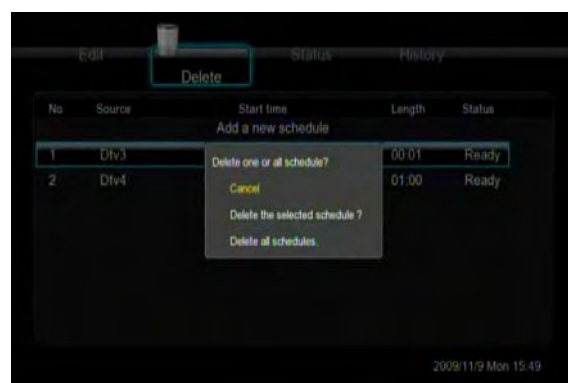 Edit Delete Status History
No Source Start time Length Status
Add a new schedule
1 Dtv3 00:01 Ready
2 Dtv4 01:00 Ready
Delete one or all schedule?
Cancel
Delete the selected schedule ?
Delete all schedules.
2009/11/9 Mon 15:49